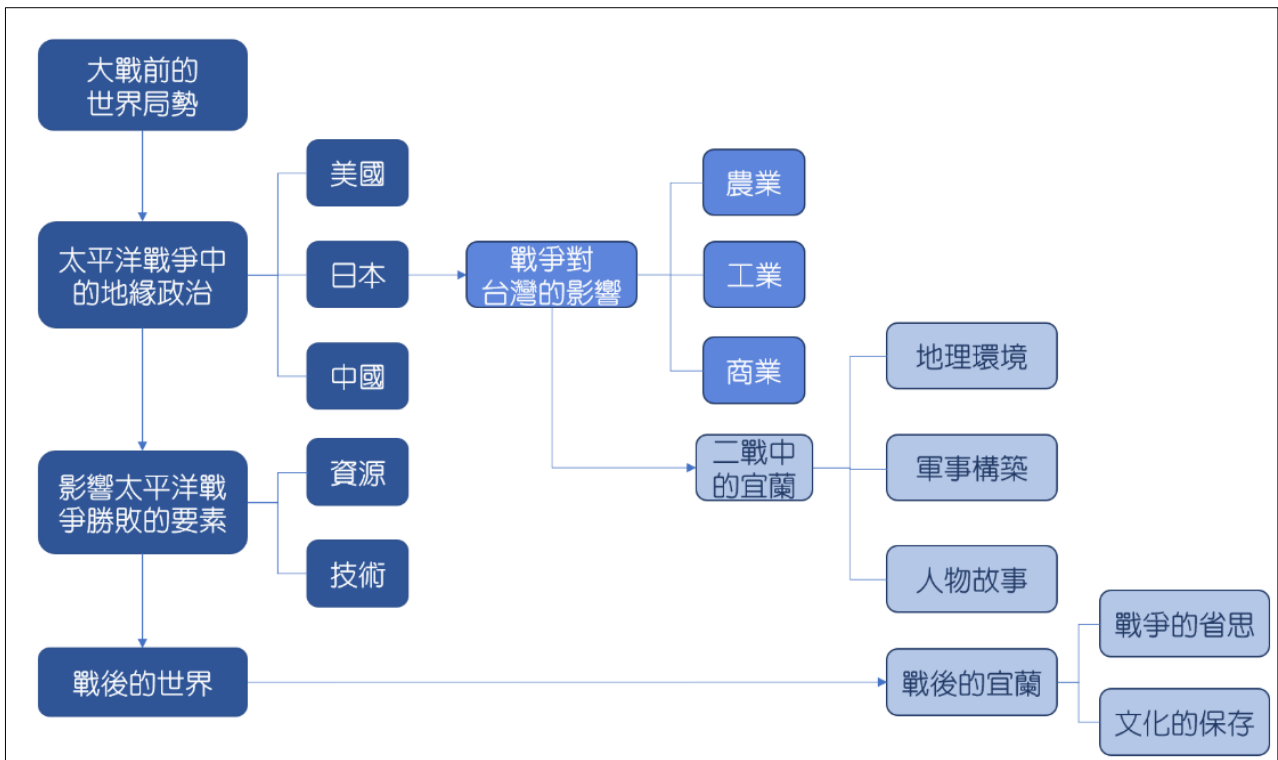 大戰前的
世界局勢
太平洋戰爭中
的地緣政治
美國
日本
中國
戰爭對
台灣的影響
農業
工業
商業
二戰中
的宜蘭
地理環境
軍事構築
人物故事
影響太平洋戰
爭勝敗的要素
資源
技術
戰後的世界
戰後的宜蘭
戰爭的省思
文化的保存